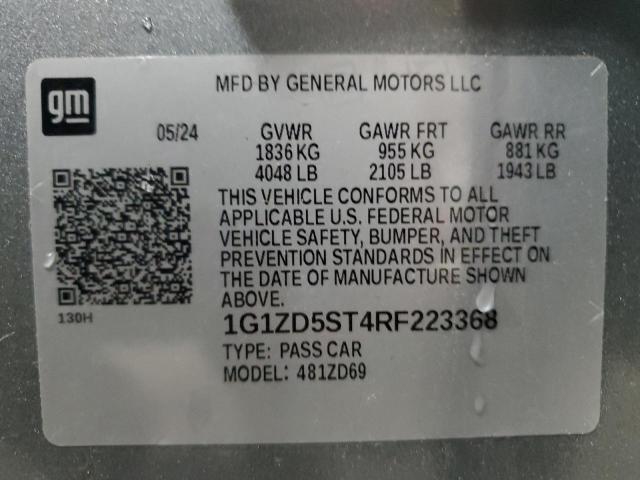 gm
MFD BY GENERAL MOTORS LLC
05/24 GVWR GAWR FRT GAWR RR
1836 KG 955 KG 881 KG
4048 LB 2105 LB 1943 LB
THIS VEHICLE CONFORMS TO ALL
APPLICABLE U.S. FEDERAL MOTOR
VEHICLE SAFETY, BUMPER, AND THEFT
PREVENTION STANDARDS IN EFFECT ON
THE DATE OF MANUFACTURE SHOWN
ABOVE.
130H
1G1ZD5ST4RF223368
TYPE: PASS CAR
MODEL: 481ZD69